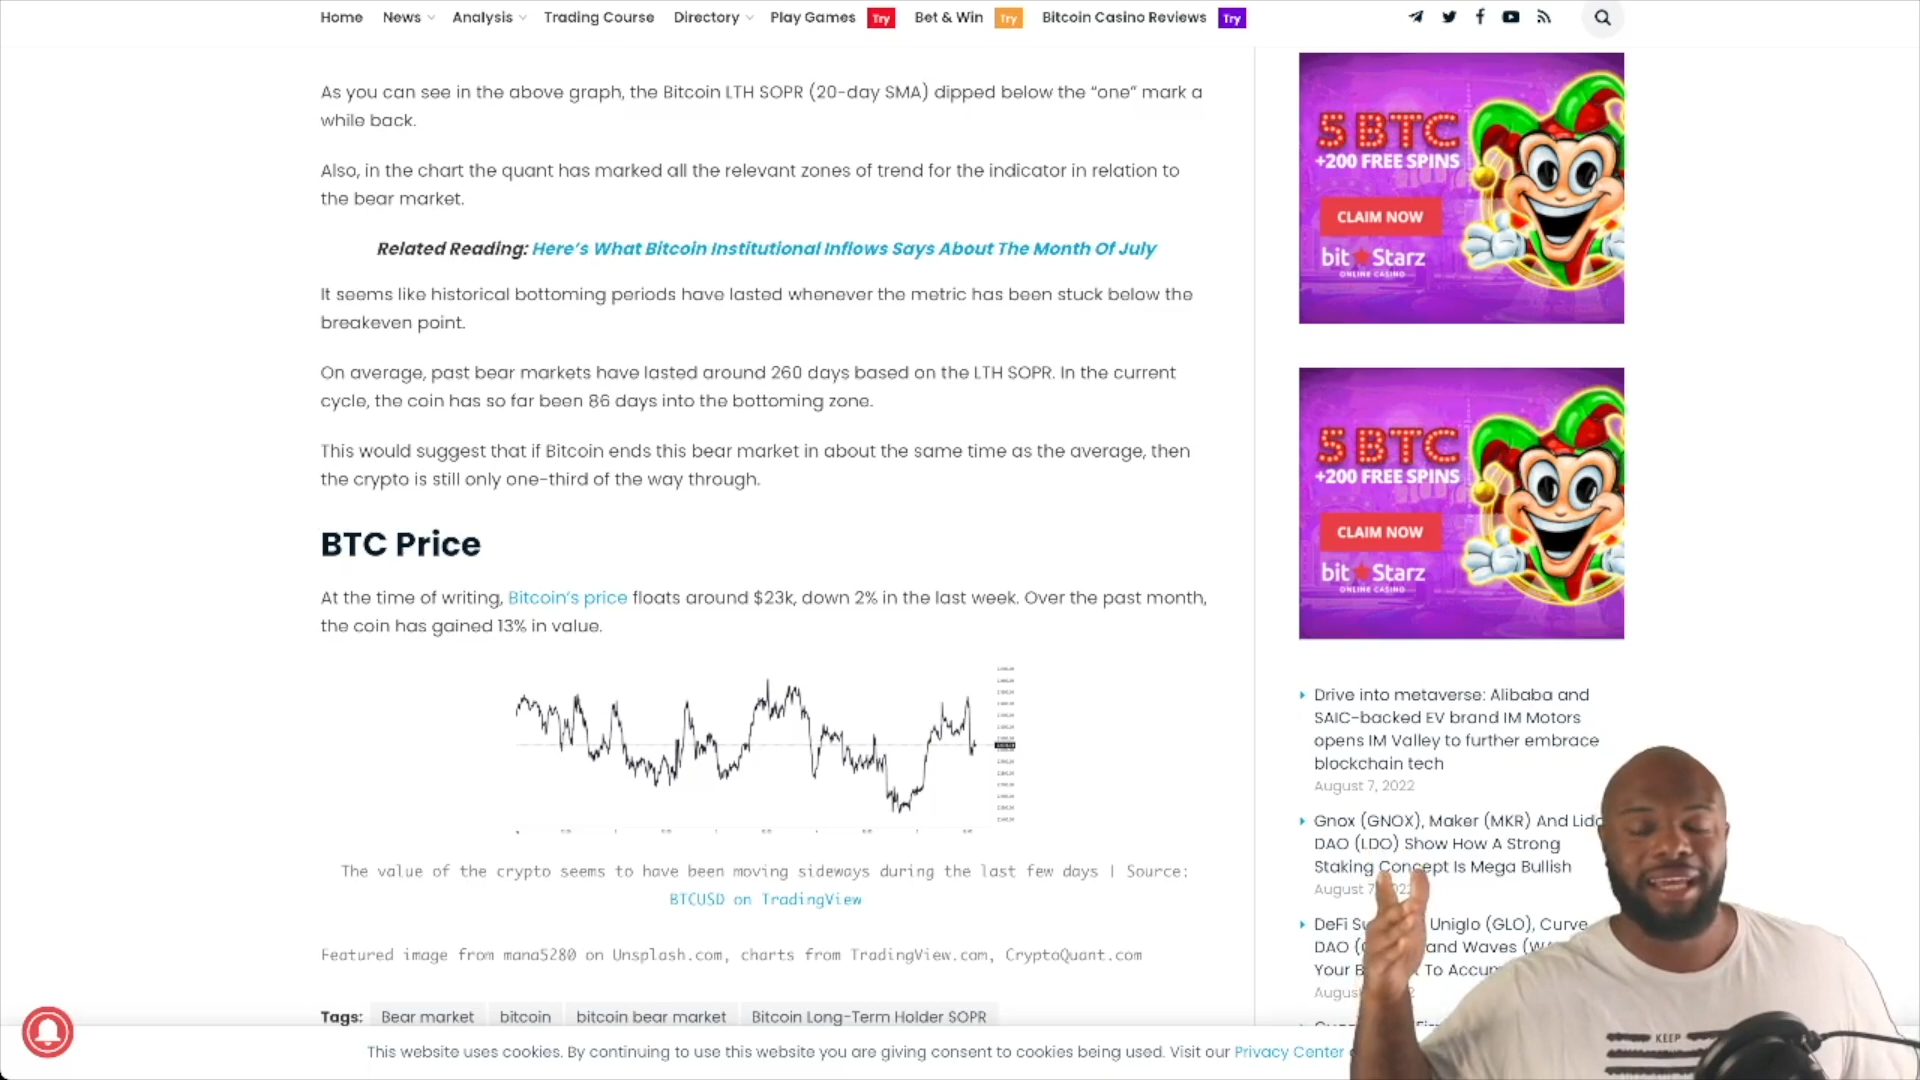 Home News Analysis Trading Course Directory Play Games Try Bet & Win Try Bitcoin Casino Reviews Try
As you can see in the above graph, the Bitcoin LTH SOPR (20-day SMA) dipped below the “one” mark a
while back.
Also, in the chart the quant has marked all the relevant zones of trend for the indicator in relation to
the bear market.
Related Reading: Here’s What Bitcoin Institutional Inflows Says About The Month Of July
It seems like historical bottoming periods have lasted whenever the metric has been stuck below the
breakeven point.
On average, past bear markets have lasted around 260 days based on the LTH SOPR. In the current
cycle, the coin has so far been 86 days into the bottoming zone.
This would suggest that if Bitcoin ends this bear market in about the same time as the average, then
the crypto is still only one-third of the way through.
BTC Price
At the time of writing, Bitcoin’s price floats around $23k, down 2% in the last week. Over the past month,
the coin has gained 13% in value.
The value of the crypto seems to have been moving sideways during the last few days | Source:
BTCUSD on TradingView
Featured image from mana5280 on Unsplash.com, charts from TradingView.com, CryptoQuant.com
Tags: Bear market bitcoin bitcoin bear market Bitcoin Long-Term Holder SOPR
This website uses cookies. By continuing to use this website you are giving consent to cookies being used. Visit our Privacy Center
5 BTC
+200 FREE SPINS
CLAIM NOW
bit Starz
ONLINE CASINO
5 BTC
+200 FREE SPINS
CLAIM NOW
bit Starz
ONLINE CASINO
Drive into metaverse: Alibaba and
SAIC-backed EV brand IM Motors
opens IM Valley to further embrace
blockchain tech
August 7, 2022
Gnox (GNOX), Maker (MKR) And Lido
DAO (LDO) Show How A Strong
Staking Concept Is Mega Bullish
August 7, 2022
DeFi Uniglo (GLO), Curve
DAO and Waves
Your To
August
KEEP